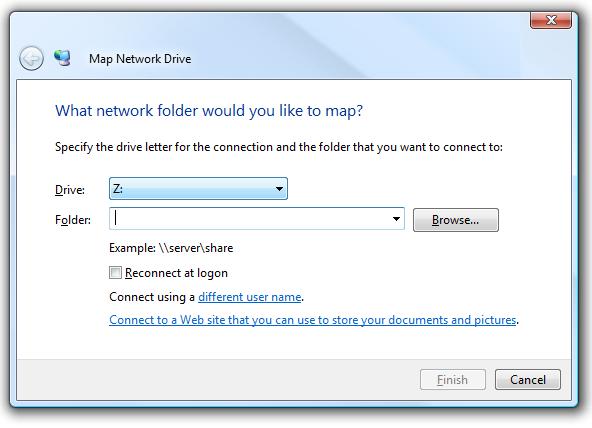 Map Network Drive
What network folder would you like to map?
Specify the drive letter for the connection and the folder that you want to connect to:
Drive: Z:
Folder: Browse...
Example: \\server\share
Reconnect at logon
Connect using a different user name.
Connect to a Web site that you can use to store your documents and pictures.
Finish Cancel